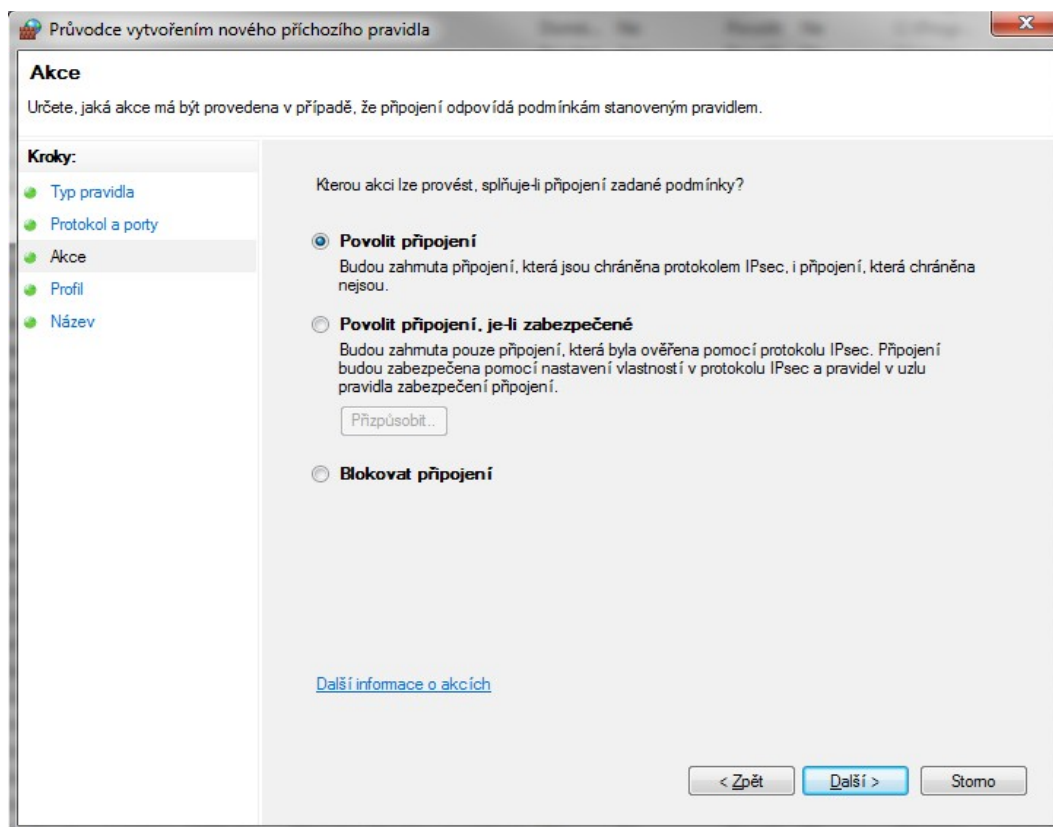 Průvodce vytvořením nového příchozího pravidla
Akce
Určete, jaká akce má být provedena v případě, že připojení odpovídá podmínkám stanoveným pravidlem.
Kroky:
Typ pravidla
Protokol a porty
Akce
Profil
Název
Kterou akci lze provést, splňuje-li připojení zadané podmínky?
Povolit připojení
Budou zahrnuta připojení, která jsou chráněna protokolem IPsec, i připojení, která chráněna
nejsou.
Povolit připojení, je-li zabezpečené
Budou zahrnuta pouze připojení, která byla ověřena pomocí protokolu IPsec. Připojení
budou zabezpečena pomocí nastavení vlastností v protokolu IPsec a pravidel v uzlu
pravidla zabezpečení připojení.
Přizpůsobit..
Blokovat připojení
Další informace o akcích
< Zpět
Další >
Storno